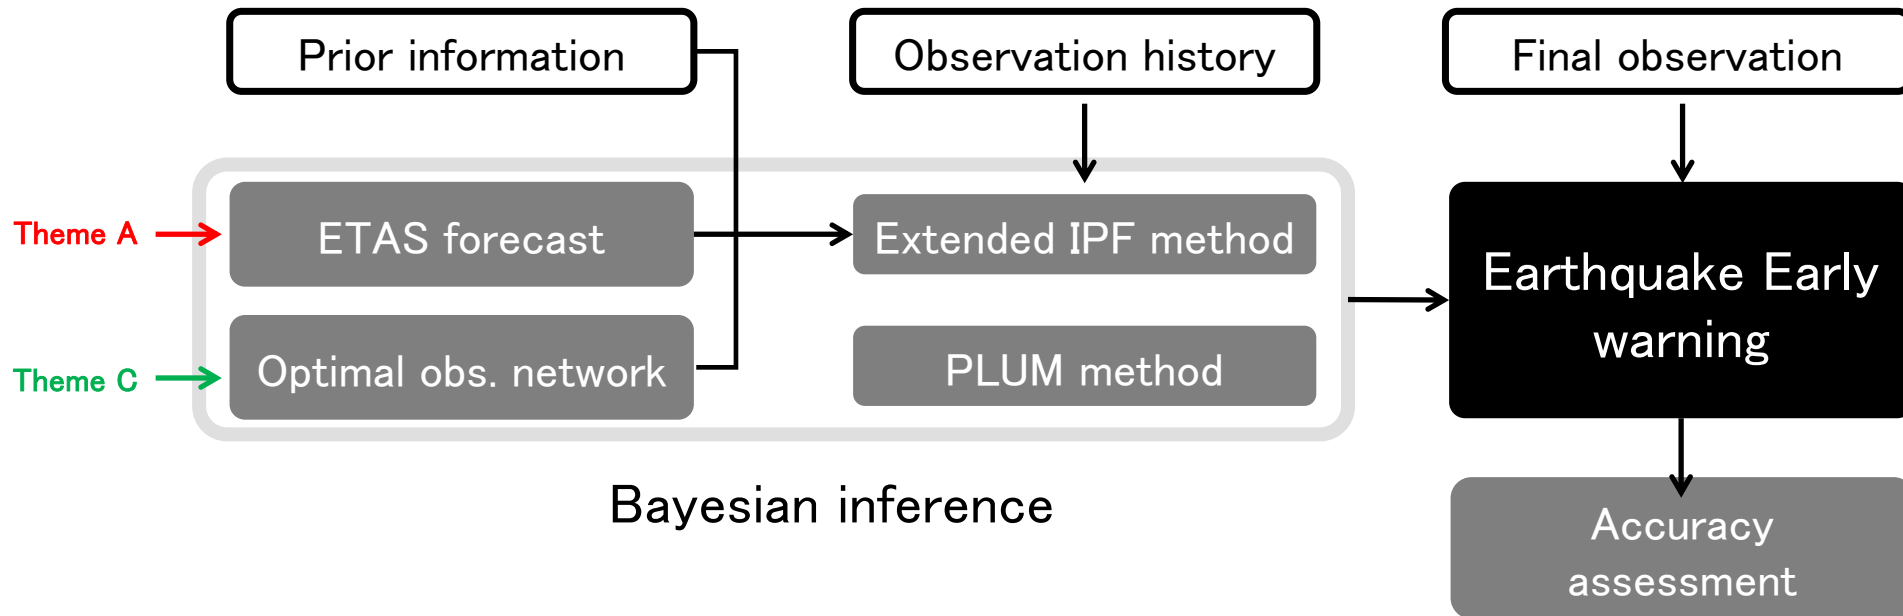 Prior information
Observation history
Final observation
Theme A
ETAS forecast
Extended IPF method
Earthquake Early
warning
Theme C
Optimal obs. network
PLUM method
Bayesian inference
Accuracy
assessment